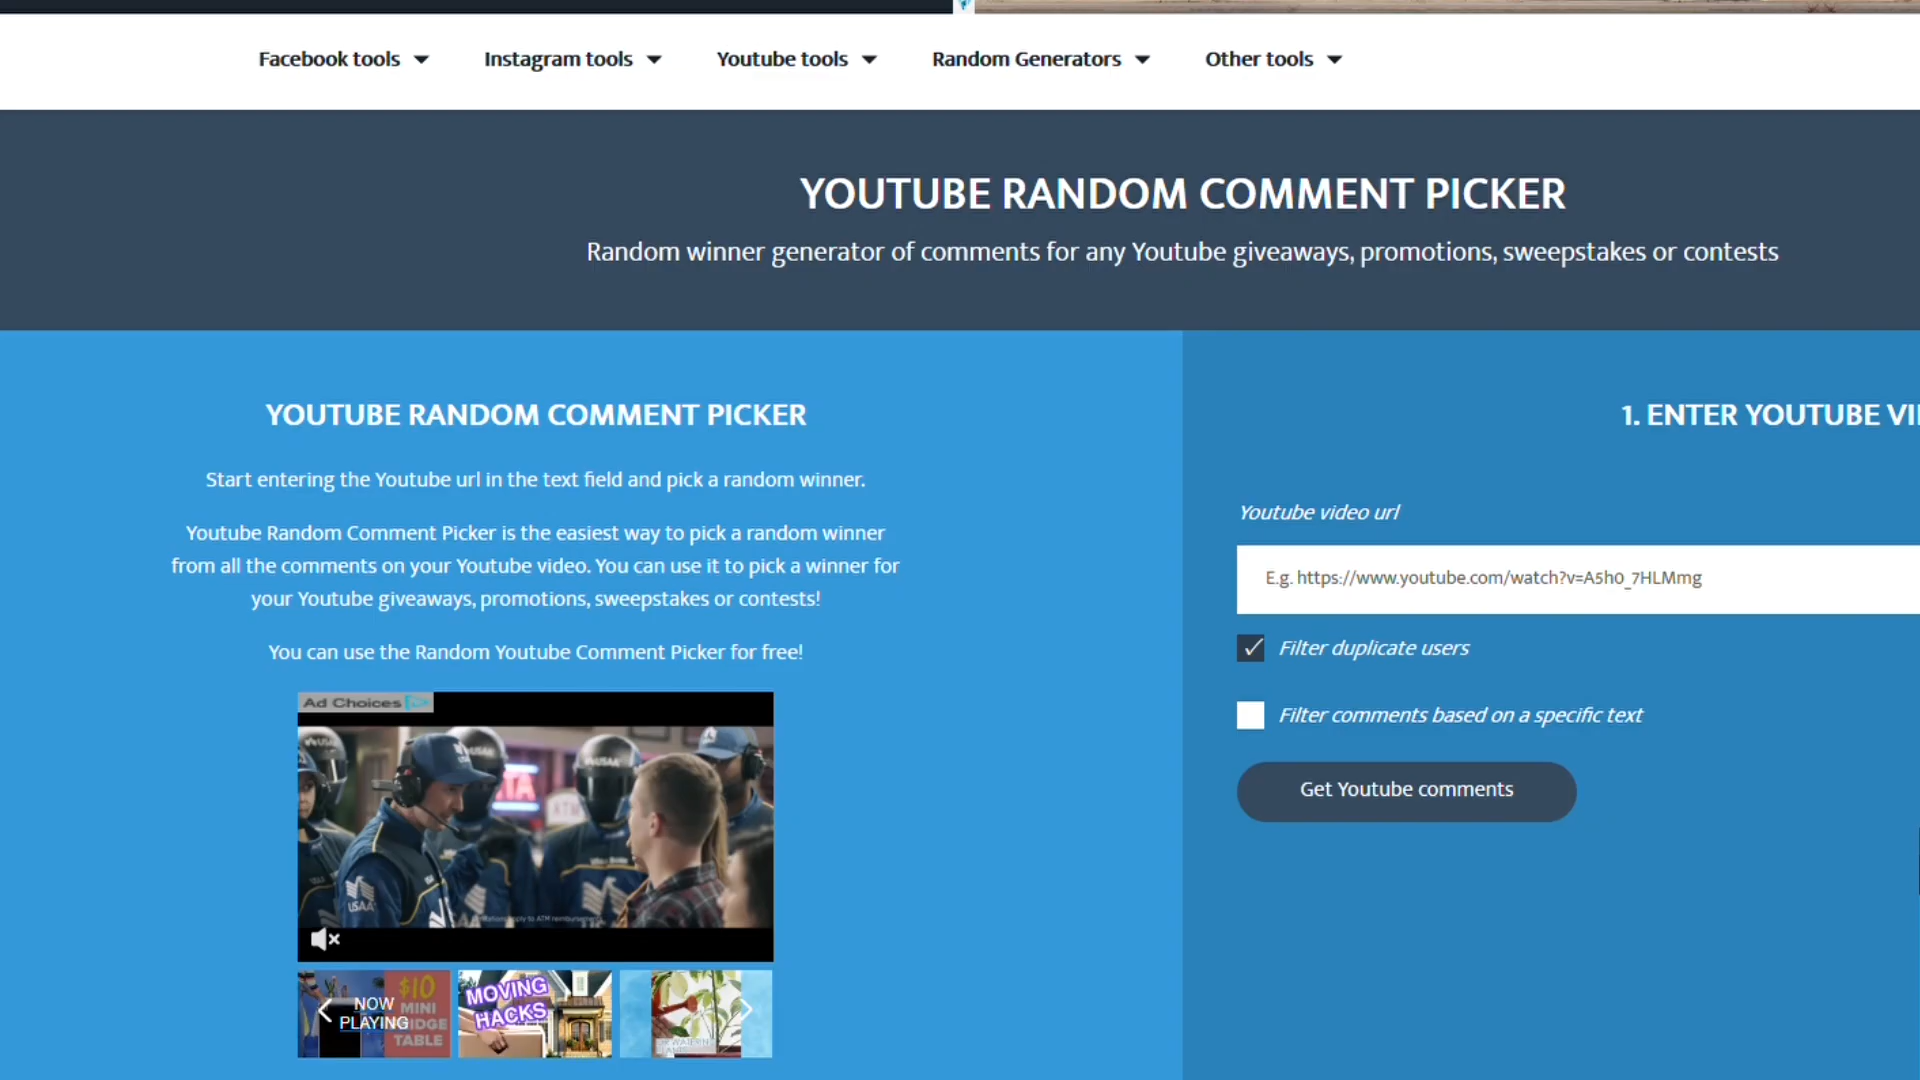 Facebook tools
Instagram tools
Youtube tools
Random Generators
Other tools
YOUTUBE RANDOM COMMENT PICKER
Random winner generator of comments for any Youtube giveaways, promotions, sweepstakes or contests
YOUTUBE RANDOM COMMENT PICKER
Start entering the Youtube url in the text field and pick a random winner.
Youtube Random Comment Picker is the easiest way to pick a random winner
from all the comments on your Youtube video. You can use it to pick a winner for
your Youtube giveaways, promotions, sweepstakes or contests!
You can use the Random Youtube Comment Picker for free!
Ad Choices
USAA
USAA
ATM
USAA
NOW
PLAYING
$10
MINI
TABLE
MOVING
HACKS
1. ENTER YOUTUBE
Youtube video url
E.g. https://www.youtube.com/watch?v=A5h0_7HLMmg
Filter duplicate users
Filter comments based on a specific text
Get Youtube comments